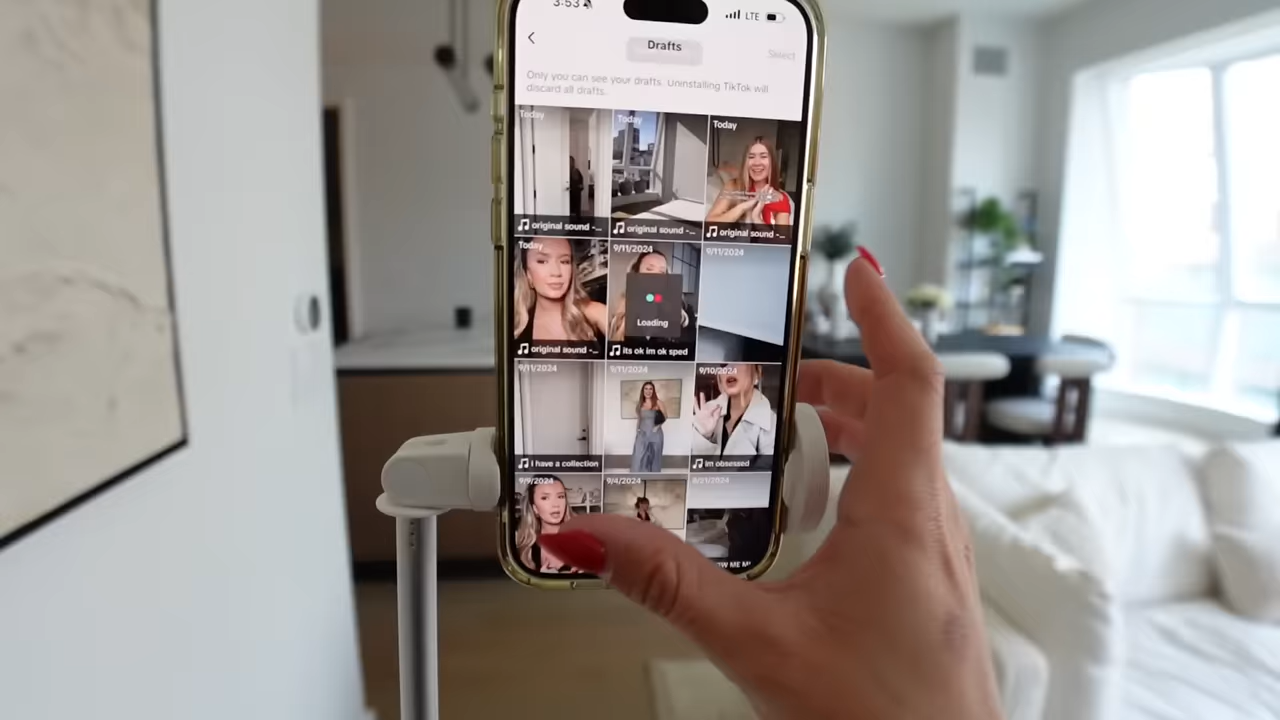 3:53
LTE
Drafts
Select
Only you can see your drafts. Uninstalling TikTok will
discard all drafts.
Today
Today
Today
original sound -...
original sound -...
original sound -...
Today
9/11/2024
9/11/2024
Loading
original sound -...
its ok im ok sped
9/11/2024
9/11/2024
9/10/2024
I have a collection
Im obsessed
9/9/2024
9/4/2024
8/31/2024